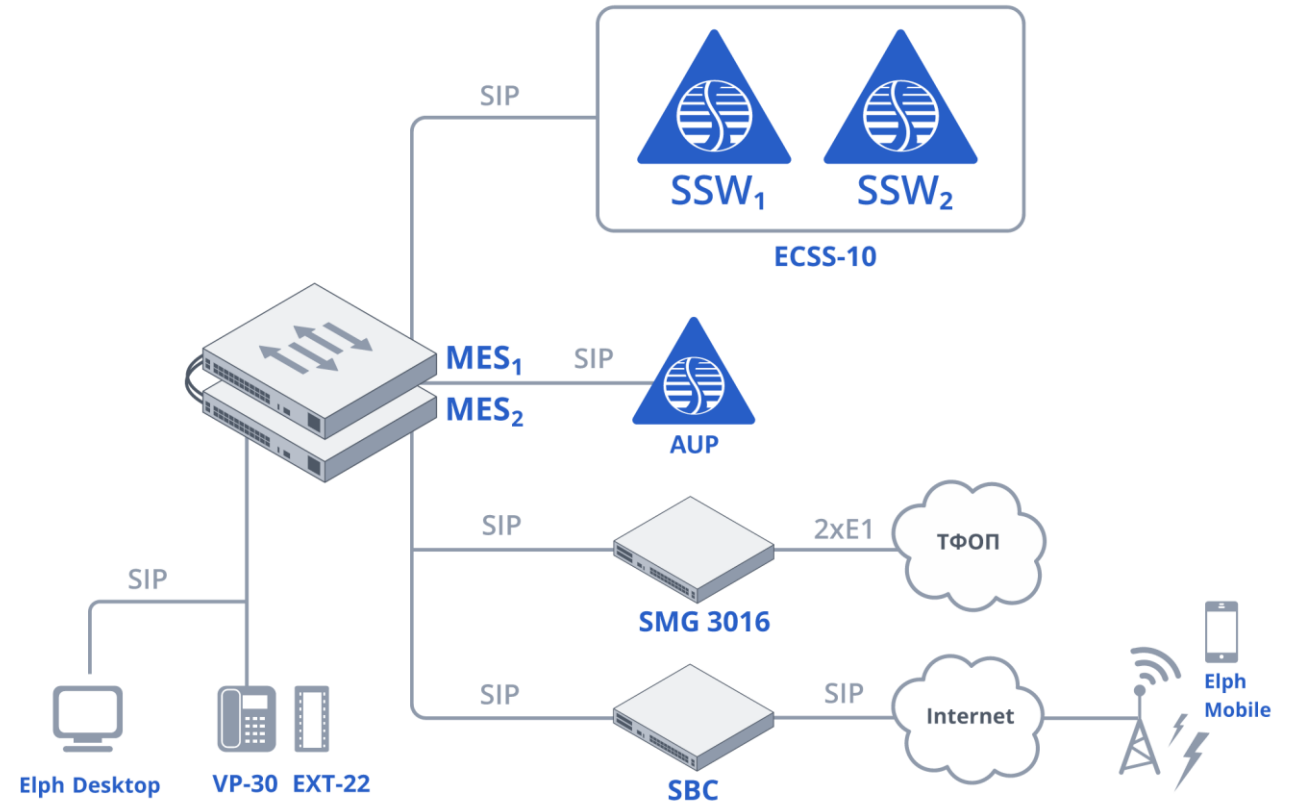 SIP
SSW₁
SSW₂
ECSS-10
MES₁
SIP
MES₂
AUP
SIP
2xE1
ТФОП
SMG 3016
SIP
SIP
SIP
Internet
Elph
Mobile
SBC
Elph Desktop
VP-30
EXT-22